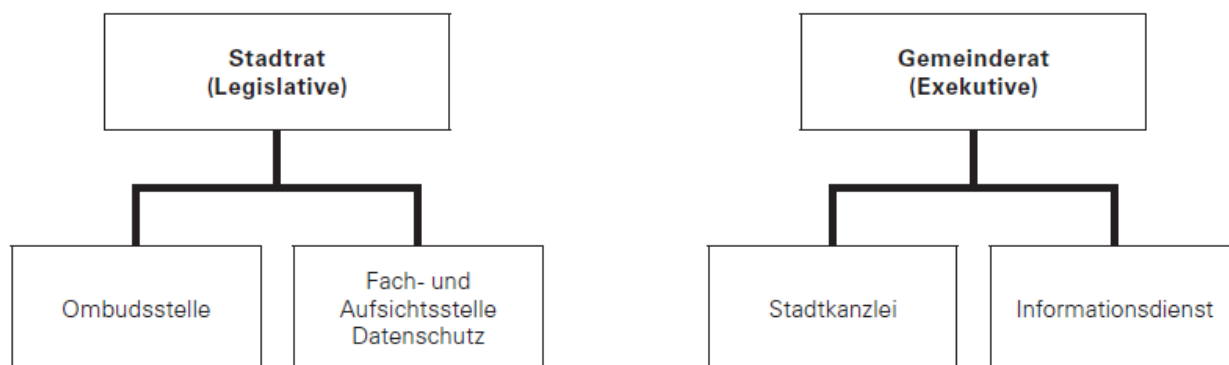 Stadtrat
(Legislative)
Gemeinderat
(Exekutive)
Ombudsstelle
Fach- und
Aufsichtsstelle
Datenschutz
Stadtkanzlei
Informationsdienst